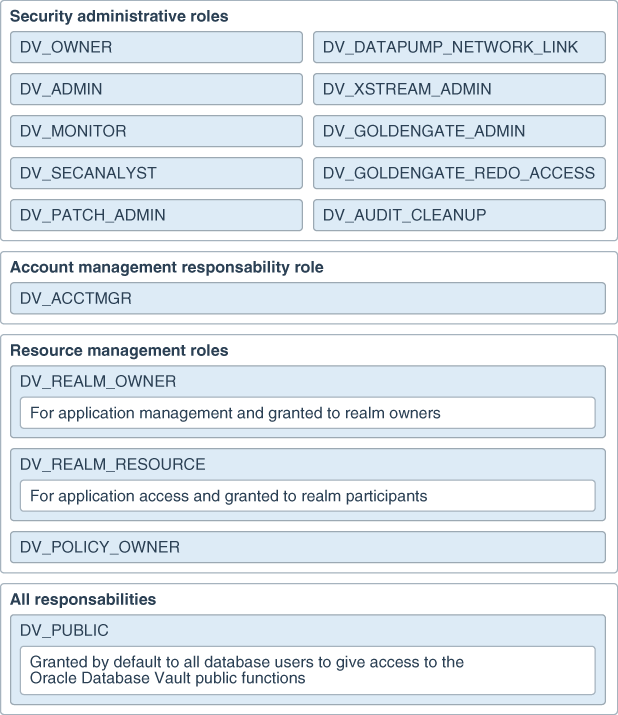 Security administrative roles
DV_OWNER
DV_DATAPUMP_NETWORK_LINK
DV_ADMIN
DV_XSTREAM_ADMIN
DV_MONITOR
DV_GOLDENGATE_ADMIN
DV_SECANALYST
DV_GOLDENGATE_REDO_ACCESS
DV_PATCH_ADMIN
DV_AUDIT_CLEANUP
Account management responsability role
DV_ACCTMGR
Resource management roles
DV_REALM_OWNER
For application management and granted to realm owners
DV_REALM_RESOURCE
For application access and granted to realm participants
DV_POLICY_OWNER
All responsabilities
DV_PUBLIC
Granted by default to all database users to give access to the
Oracle Database Vault public functions